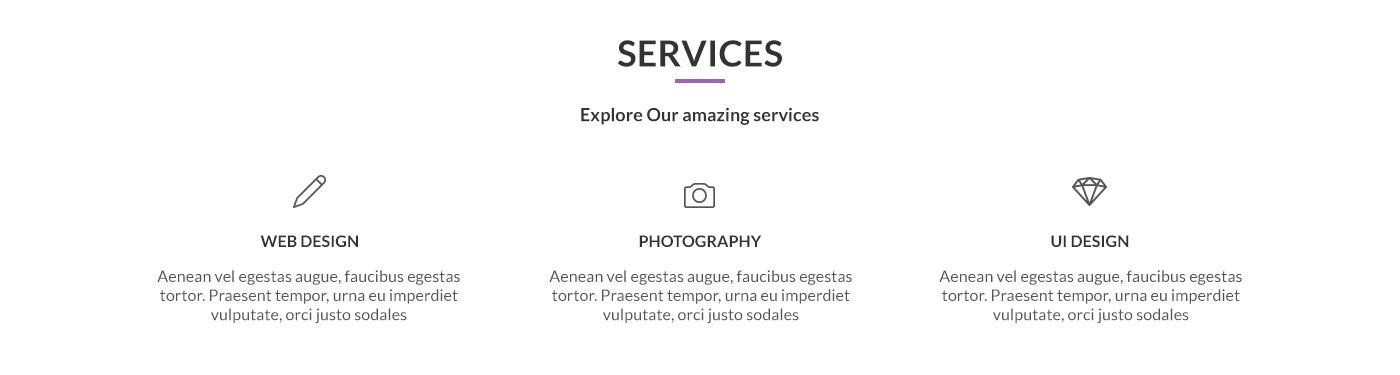 SERVICES
Explore Our amazing services
WEB DESIGN
Aenean vel egestas augue, faucibus egestas
tortor. Praesent tempor, urna eu imperdiet
vulputate, orci justo sodales
PHOTOGRAPHY
Aenean vel egestas augue, faucibus egestas
tortor. Praesent tempor, urna eu imperdiet
vulputate, orci justo sodales
UI DESIGN
Aenean vel egestas augue, faucibus egestas
tortor. Praesent tempor, urna eu imperdiet
vulputate, orci justo sodales